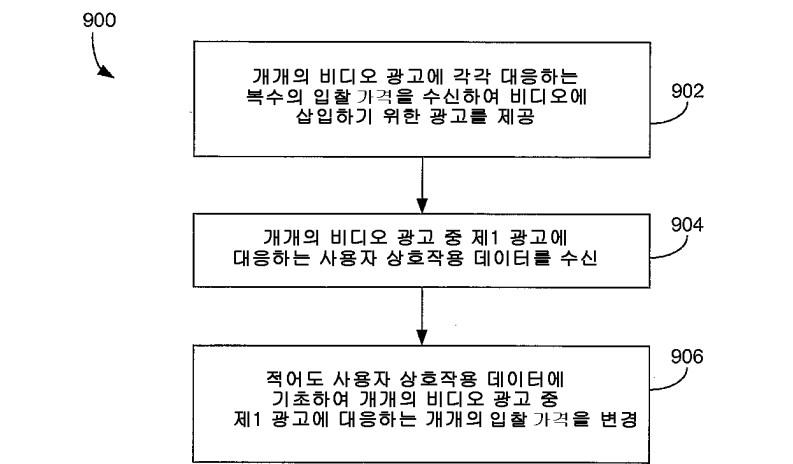 900
개개의 비디오 광고에 각각 대응하는
복수의 입찰 가격을 수신하여 비디오에
삽입하기 위한 광고를 제공
902
개개의 비디오 광고 중 제1 광고에
대응하는 사용자 상호작용 데이터를 수신
904
적어도 사용자 상호작용 데이터에
기초하여 개개의 비디오 광고 중
제1 광고에 대응하는 개개의 입찰 가격을 변경
906